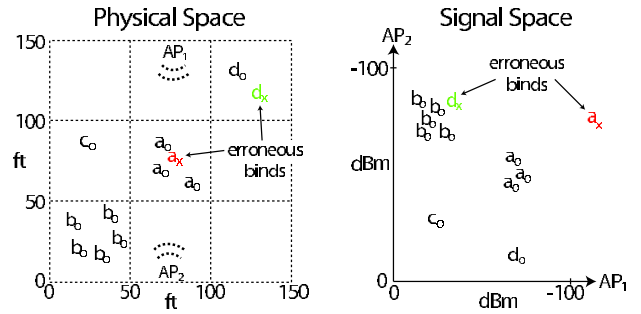 Physical Space
150
100
ft
50
0
0
50
100
150
ft
AP1
do
dx
co
ao
ax
ao
ao
erroneous
binds
bo
bo
bo
bo
bo
AP2
Signal Space
AP2
-100
dBm
0
0
dBm
-100
AP1
erroneous
binds
bo
bo
bo
bo
bo
dx
ax
ao
ao
ao
co
do